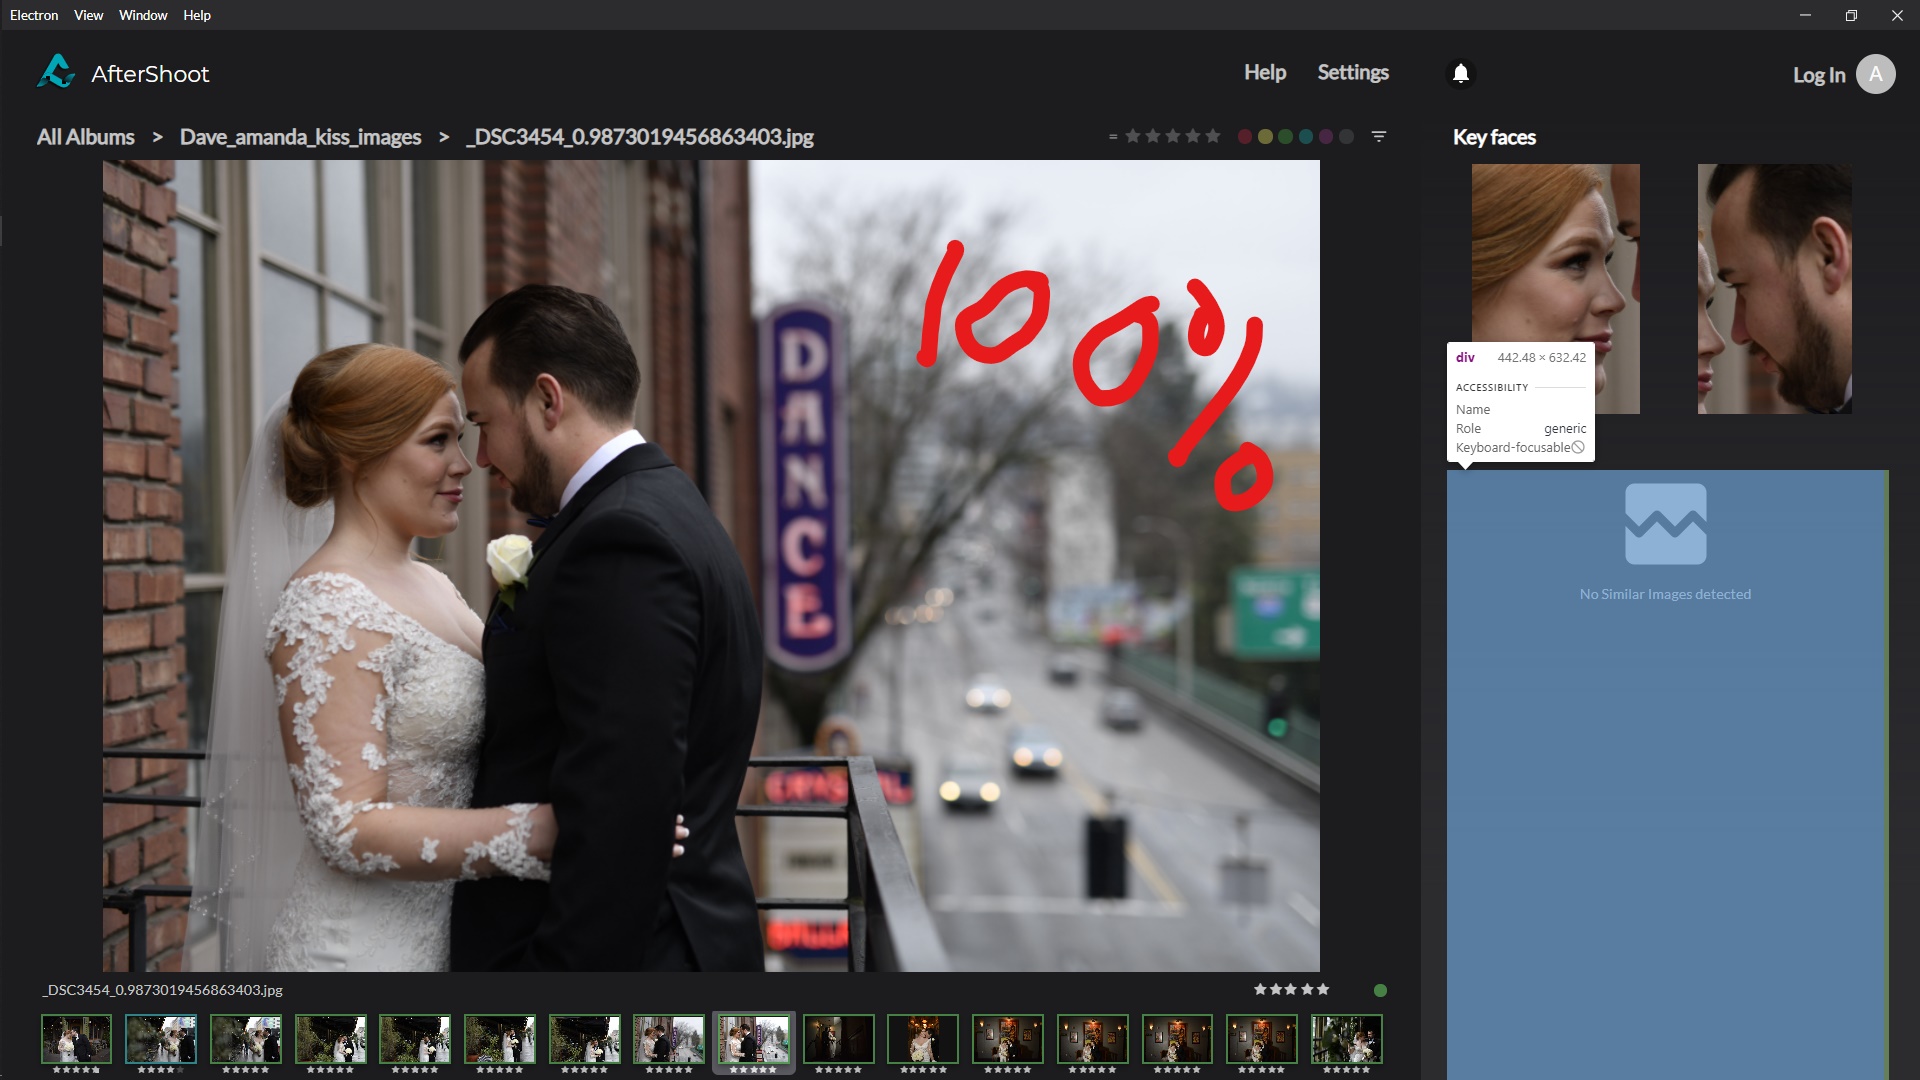 Electron View Window Help
AfterShoot
Help Settings
Log In A
All Albums > Dave_amanda_kiss_images > _DSC3454_0.9873019456863403.jpg
=
Key faces
100%
DANCE
div 442.48 × 632.42
ACCESSIBILITY
Name
Role generic
Keyboard-focusable
No Similar Images detected
_DSC3454_0.9873019456863403.jpg